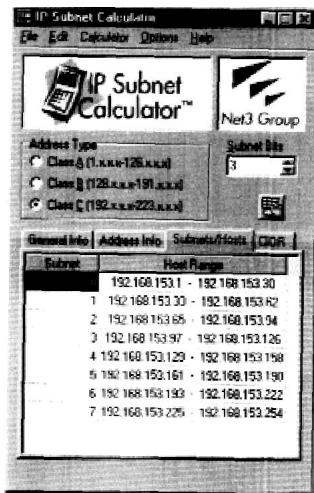 IP Subnet Calculator
File Edit Calculator Options Help
IP Subnet
Calculator™
Net3 Group
Address Type
Subnet Bits
Class A (1.x.x.x-126.x.x.x)
3
Class B (128.x.x.x-191.x.x.x)
Class C (192.x.x.x-223.x.x.x)
General Info Address Info Subnets/Hosts CIDR
Subnet Host Range
192.168.153.1 - 192.168.153.30
1 192.168.153.33 - 192.168.153.62
2 192.168.153.65 - 192.168.153.94
3 192.168.153.97 - 192.168.153.126
4 192.168.153.129 - 192.168.153.158
5 192.168.153.161 - 192.168.153.190
6 192.168.153.193 - 192.168.153.222
7 192.168.153.225 - 192.168.153.254